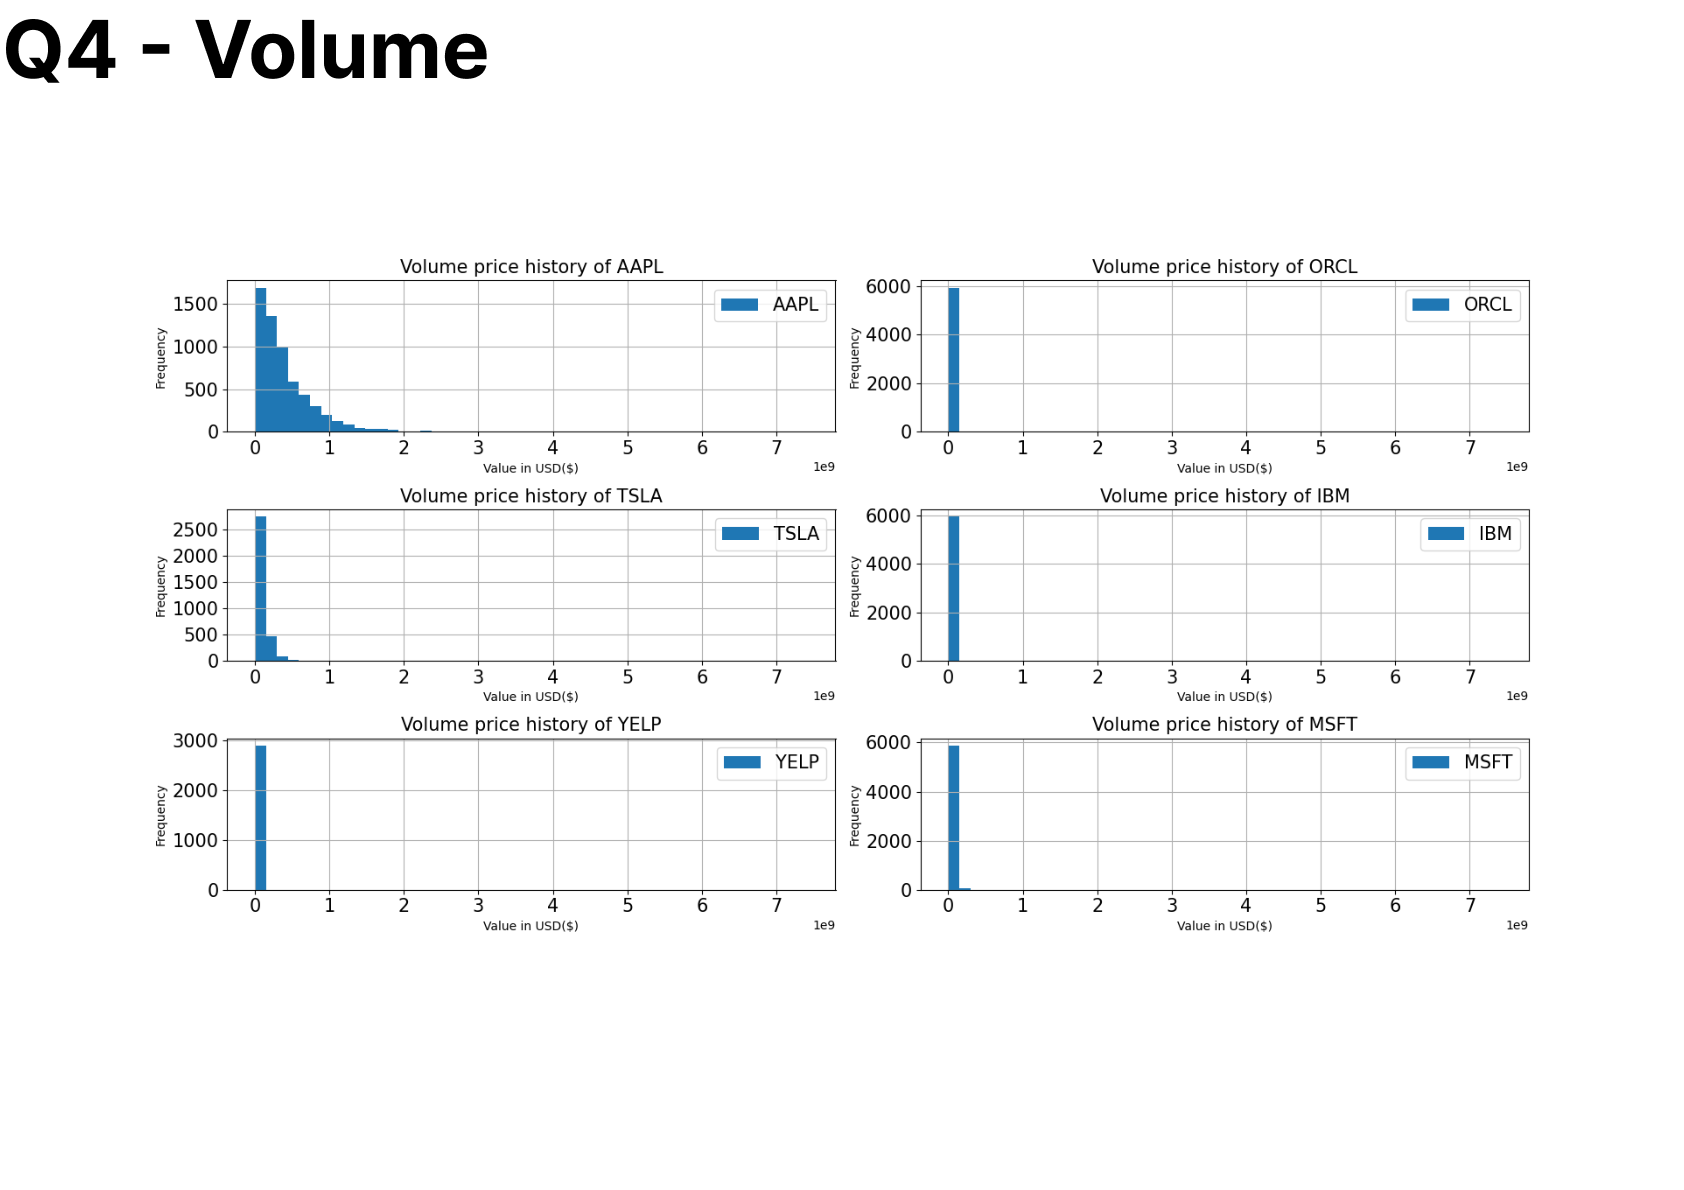 Q4 - Volume
Volume price history of AAPL
1500
1000
500
0
Frequency
AAPL
0 1 2 3 4 5 6 7
Value in USD($)
1e9
Volume price history of ORCL
6000
4000
2000
0
Frequency
ORCL
0 1 2 3 4 5 6 7
Value in USD($)
1e9
Volume price history of TSLA
2500
2000
1500
1000
500
0
Frequency
TSLA
0 1 2 3 4 5 6 7
Value in USD($)
1e9
Volume price history of IBM
6000
4000
2000
0
Frequency
IBM
0 1 2 3 4 5 6 7
Value in USD($)
1e9
Volume price history of YELP
3000
2000
1000
0
Frequency
YELP
0 1 2 3 4 5 6 7
Value in USD($)
1e9
Volume price history of MSFT
6000
4000
2000
0
Frequency
MSFT
0 1 2 3 4 5 6 7
Value in USD($)
1e9